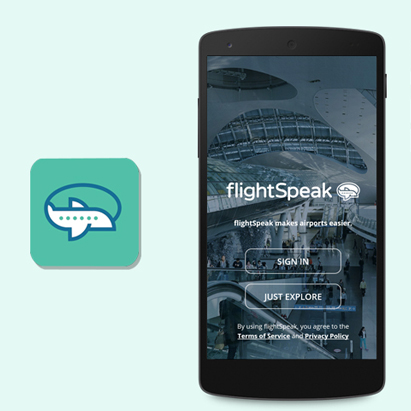 flightSpeak
flightSpeak makes airports easier.
SIGN IN
JUST EXPLORE
By using flightSpeak, you agree to the
Terms of Service and Privacy Policy